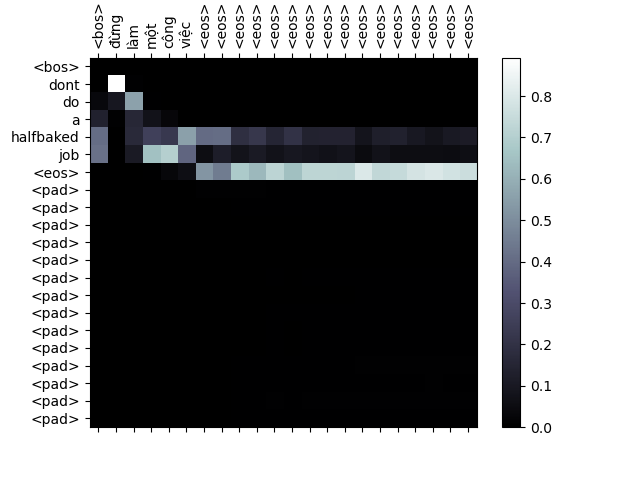 <bos> đừng làm một công việc <eos> <eos> <eos> <eos> <eos> <eos> <eos> <eos> <eos> <eos> <eos> <eos> <eos> <eos> <eos> <eos>
<bos>
dont
do
a
halfbaked
job
<eos>
<pad>
<pad>
<pad>
<pad>
<pad>
<pad>
<pad>
<pad>
<pad>
<pad>
<pad>
<pad>
<pad>
<pad>
0.8
0.7
0.6
0.5
0.4
0.3
0.2
0.1
0.0